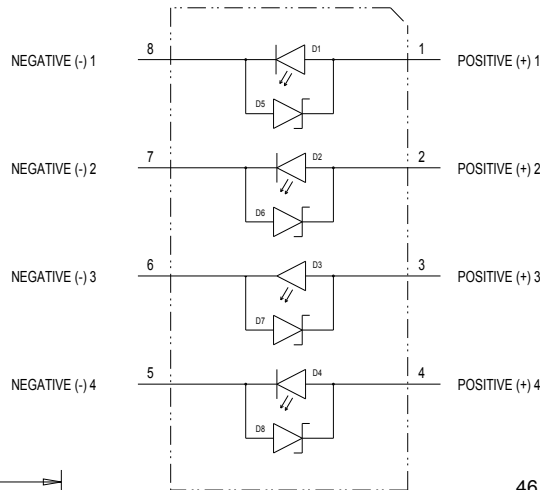 NEGATIVE (-) 1 8 D1 1 POSITIVE (+) 1
D5
NEGATIVE (-) 2 7 D2 2 POSITIVE (+) 2
D6
NEGATIVE (-) 3 6 D3 3 POSITIVE (+) 3
D7
NEGATIVE (-) 4 5 D4 4 POSITIVE (+) 4
D8
46